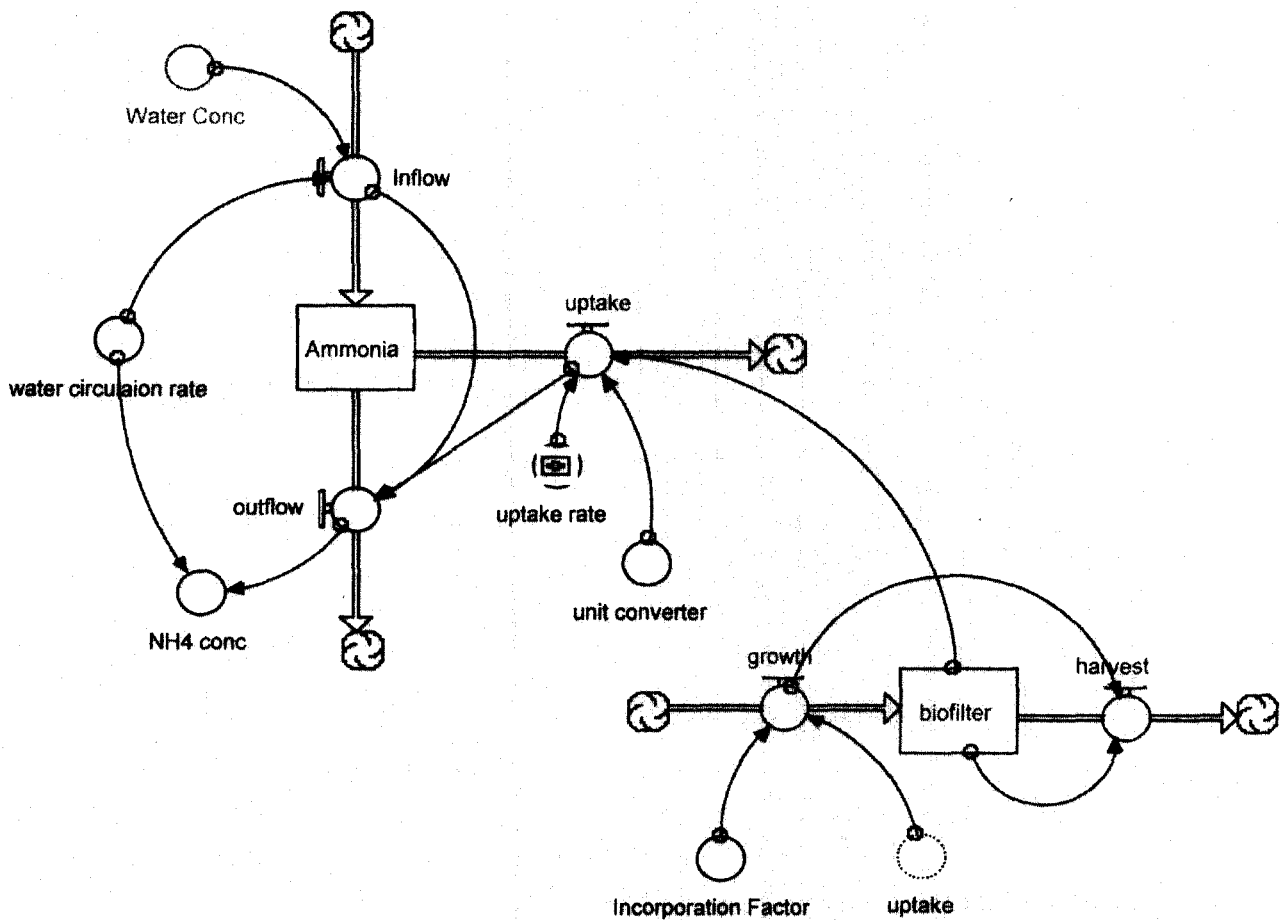 Water Conc
Inflow
uptake
Ammonia
water circulaion rate
outflow
uptake rate
unit converter
NH4 conc
growth
harvest
biofilter
Incorporation Factor
uptake